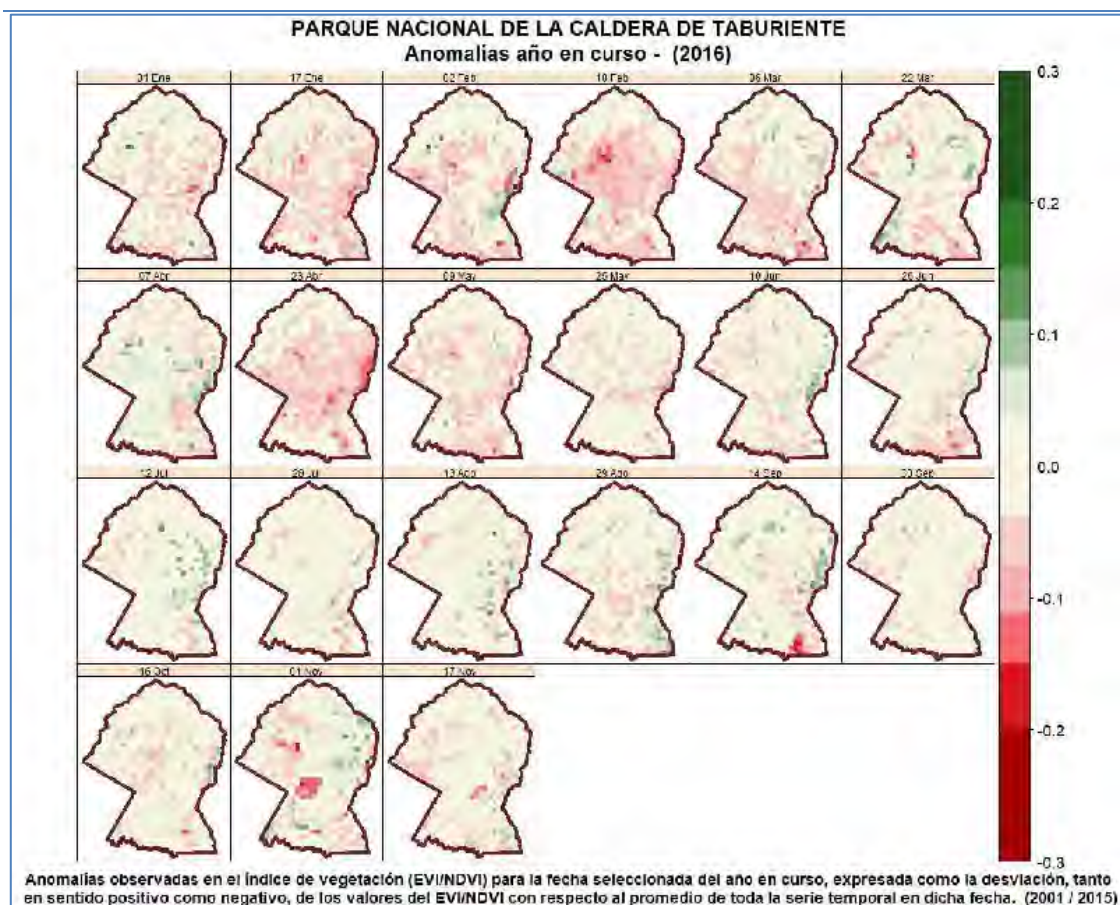 PARQUE NACIONAL DE LA CALDERA DE TABURIENTE
Anomalías año en curso - (2016)
01 Ene
17 Ene
02 Feb
18 Feb
06 Mar
22 Mar
07 Abr
23 Abr
09 May
25 May
10 Jun
26 Jun
12 Jul
28 Jul
13 Ago
29 Ago
14 Sep
30 Sep
16 Oct
01 Nov
17 Nov
0.3
0.2
0.1
0.0
-0.1
-0.2
-0.3
Anomalías observadas en el índice de vegetación (EVI/NDVI) para la fecha seleccionada del año en curso, expresada como la desviación, tanto
en sentido positivo como negativo, de los valores del EVI/NDVI con respecto al promedio de toda la serie temporal en dicha fecha. (2001 / 2015)